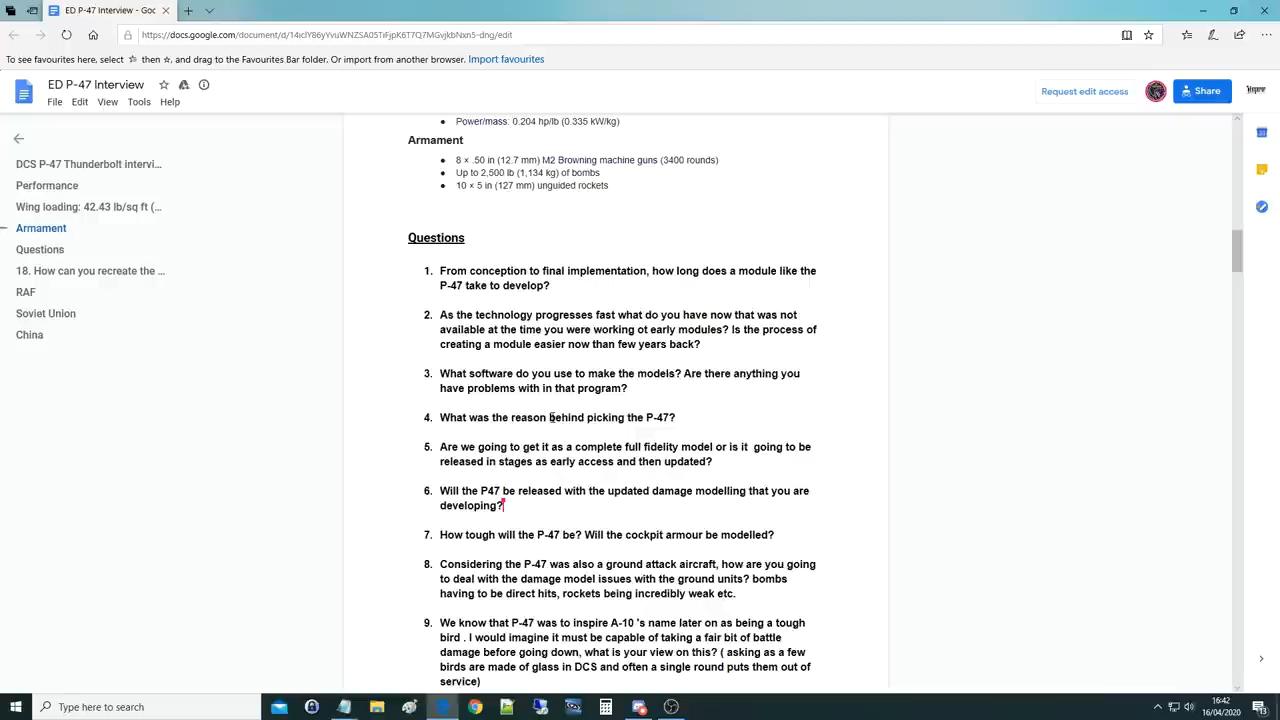 ED P-47 Interview - Goc
https://docs.google.com/document/d/14iclY86yYvuWNZSA05TiFjpK6T7Q7MGvjkbNxn5-dng/edit
To see favourites here, select ☆ then ☆, and drag to the Favourites Bar folder. Or import from another browser. Import favourites
ED P-47 Interview
File Edit View Tools Help
Request edit access
Share
DCS P-47 Thunderbolt intervi...
Performance
Wing loading: 42.43 lb/sq ft (...
Armament
Questions
18. How can you recreate the ...
RAF
Soviet Union
China
● Power/mass: 0.204 hp/lb (0.335 kW/kg)
Armament
● 8 × .50 in (12.7 mm) M2 Browning machine guns (3400 rounds)
● Up to 2,500 lb (1,134 kg) of bombs
● 10 × 5 in (127 mm) unguided rockets
Questions
1. From conception to final implementation, how long does a module like the
P-47 take to develop?
2. As the technology progresses fast what do you have now that was not
available at the time you were working ot early modules? Is the process of
creating a module easier now than few years back?
3. What software do you use to make the models? Are there anything you
have problems with in that program?
4. What was the reason behind picking the P-47?
5. Are we going to get it as a complete full fidelity model or is it going to be
released in stages as early access and then updated?
6. Will the P47 be released with the updated damage modelling that you are
developing?
7. How tough will the P-47 be? Will the cockpit armour be modelled?
8. Considering the P-47 was also a ground attack aircraft, how are you going
to deal with the damage model issues with the ground units? bombs
having to be direct hits, rockets being incredibly weak etc.
9. We know that P-47 was to inspire A-10 's name later on as being a tough
bird . I would imagine it must be capable of taking a fair bit of battle
damage before going down, what is your view on this? ( asking as a few
birds are made of glass in DCS and often a single round puts them out of
service)
Type here to search
16:42
16/04/2020